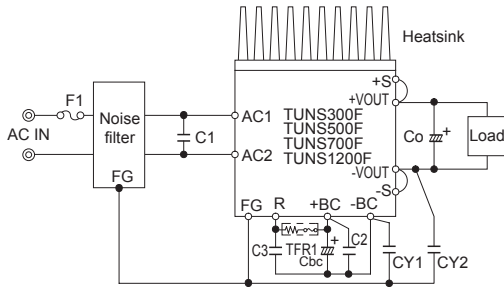 Heatsink
+S
+VOUT
F1
Noise
filter
AC IN
C1
AC1
AC2
TUNS300F
TUNS500F
TUNS700F
TUNS1200F
Co
+
Load
-VOUT
-S
FG
FG
R
+BC
-BC
C3
TFR1
+
Cbc
C2
CY1
CY2